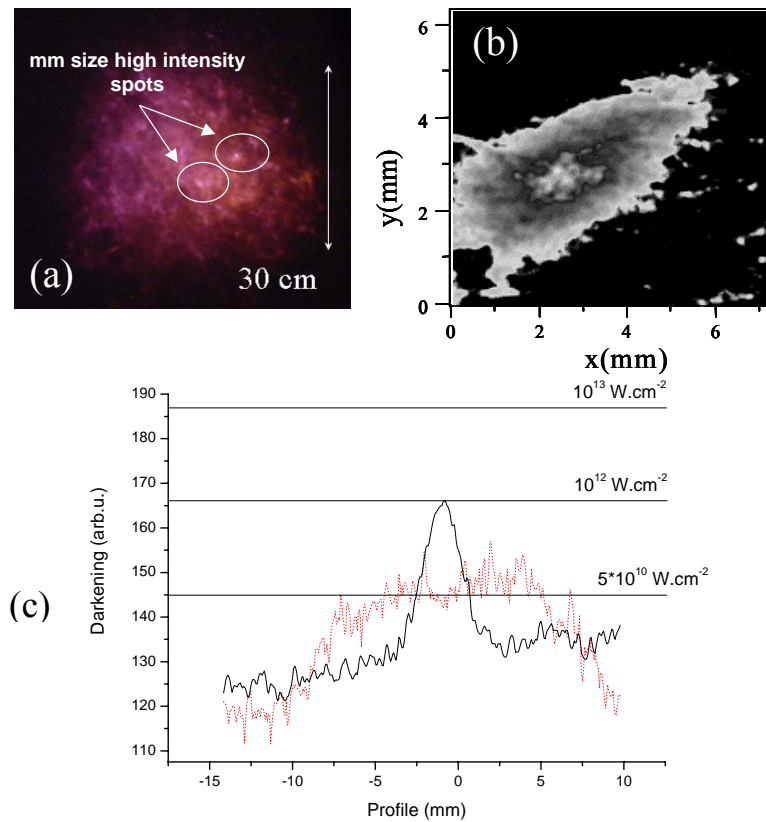 mm size high intensity
spots
(a)
30 cm
(b)
y(mm)
6
4
2
0
0
2
4
6
x(mm)
(c)
Darkening (arb.u.)
190
180
170
160
150
140
130
120
110
10¹³ W.cm⁻²
10¹² W.cm⁻²
5*10¹⁰ W.cm⁻²
-15
-10
-5
0
5
10
Profile (mm)